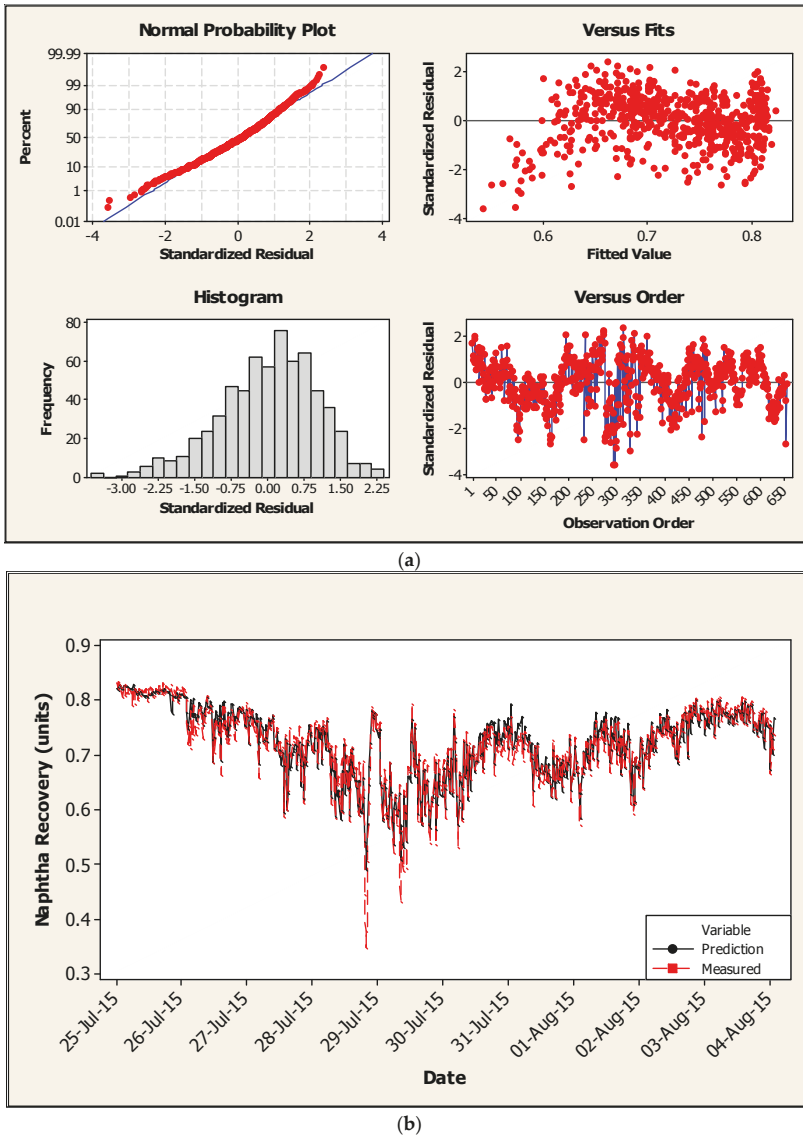 Normal Probability Plot
99.99
99
90
50
10
1
0.01
Percent
-4 -2 0 2 4
Standardized Residual
Versus Fits
2
0
-2
-4
Standardized Residual
0.6 0.7 0.8
Fitted Value
Histogram
80
60
40
20
0
Frequency
-3.00 -2.25 -1.50 -0.75 0.00 0.75 1.50 2.25
Standardized Residual
Versus Order
2
0
-2
-4
Standardized Residual
1 50 100 150 200 250 300 350 400 450 500 550 600 650
Observation Order
(a)
0.9
0.8
0.7
0.6
0.5
0.4
0.3
Naphtha Recovery (units)
Variable
Prediction
Measured
25-Jul-15 26-Jul-15 27-Jul-15 28-Jul-15 29-Jul-15 30-Jul-15 31-Jul-15 01-Aug-15 02-Aug-15 03-Aug-15 04-Aug-15
Date
(b)